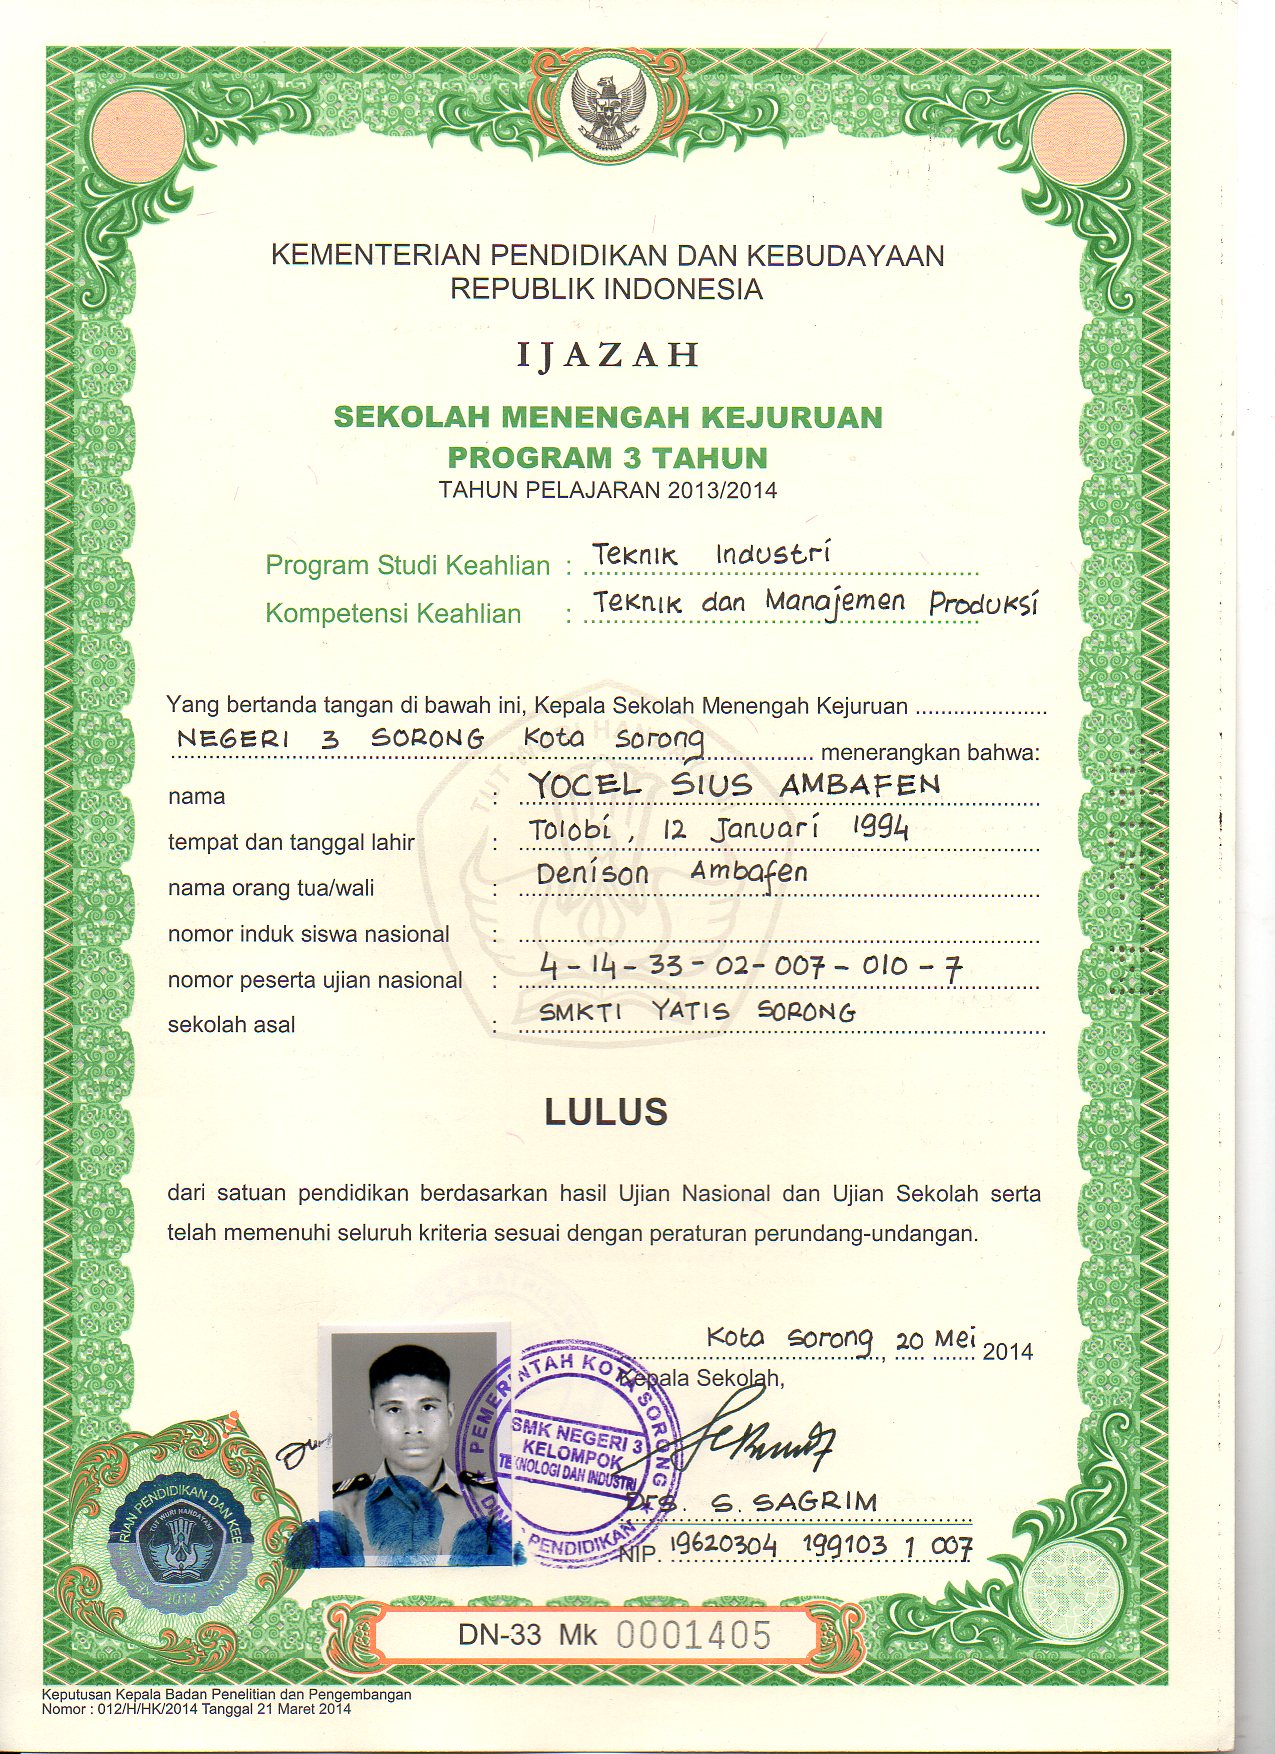 KEMENTERIAN PENDIDIKAN DAN KEBUDAYAAN
REPUBLIK INDONESIA
IJAZAH
SEKOLAH MENENGAH KEJURUAN
PROGRAM 3 TAHUN
TAHUN PELAJARAN 2013/2014
Program Studi Keahlian : Teknik Industri
Kompetensi Keahlian : Teknik dan Manajemen Produksi
Yang bertanda tangan di bawah ini, Kepala Sekolah Menengah Kejuruan ....................
NEGERI 3 SORONG Kota Sorong menerangkan bahwa:
nama : YOCEL SIUS AMBAFEN
tempat dan tanggal lahir : Tolobi, 12 Januari 1994
nama orang tua/wali : Denison Ambafen
nomor induk siswa nasional :
nomor peserta ujian nasional : 4-14-33-02-007-010-7
sekolah asal : SMKTI YATIS SORONG
LULUS
dari satuan pendidikan berdasarkan hasil Ujian Nasional dan Ujian Sekolah serta
telah memenuhi seluruh kriteria sesuai dengan peraturan perundang-undangan.
Kota Sorong, 20 Mei 2014
Kepala Sekolah,
PEMERINTAH KOTA SORONG
SMK NEGERI 3
KELOMPOK
TEKNOLOGI DAN INDUSTRI
DINAS PENDIDIKAN
Drs. S. SAGRIM
NIP. 19620304 199103 1 007
TUT WURI HANDAYANI
2014
DN-33 Mk 0001405
Keputusan Kepala Badan Penelitian dan Pengembangan
Nomor : 012/H/HK/2014 Tanggal 21 Maret 2014